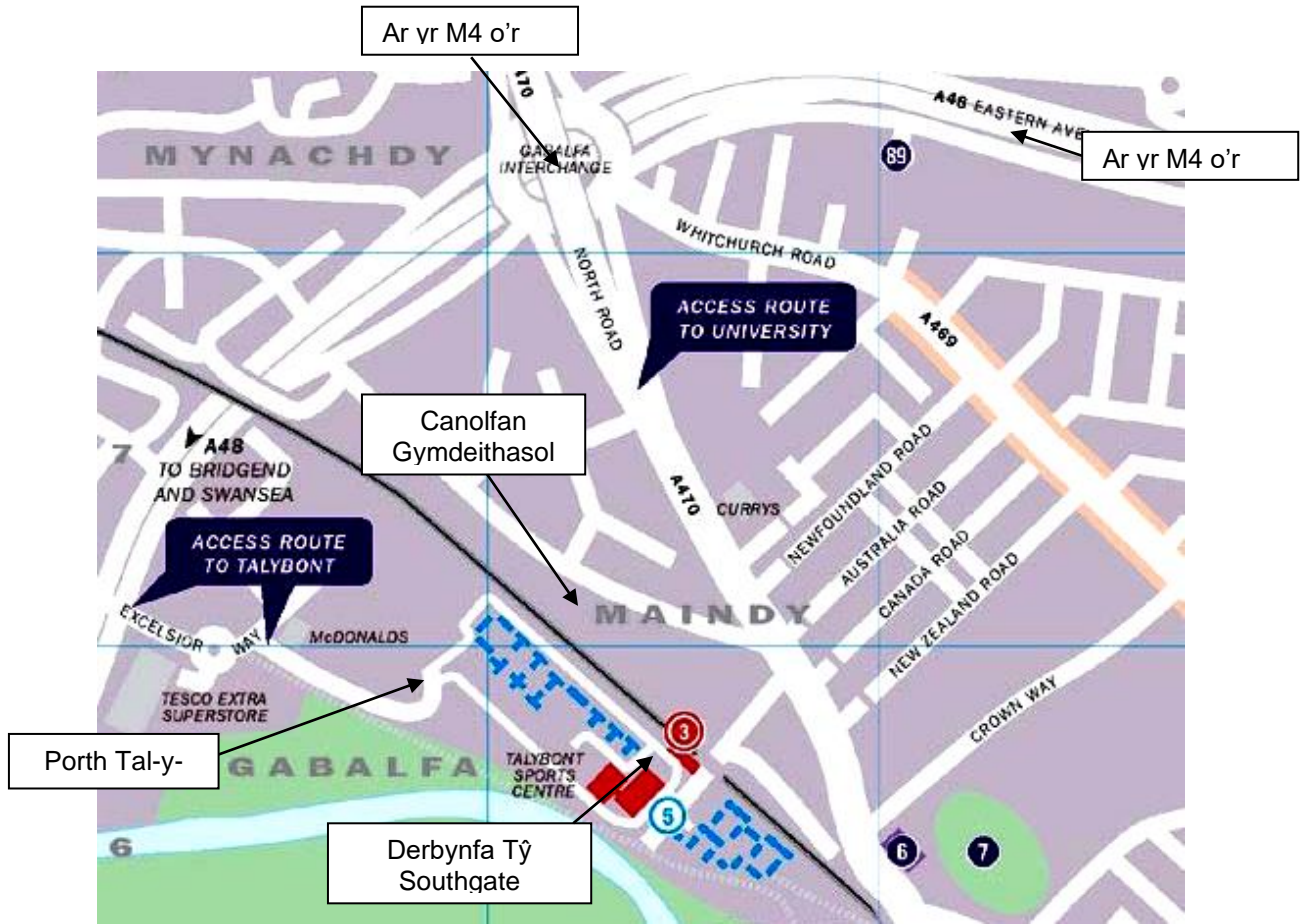 Ar yr M4 o'r
470
A48 EASTERN AVE
Ar yr M4 o'r
MYNACHDY
GABALFA
INTERCHANGE
89
WHITCHURCH ROAD
NORTH ROAD
ACCESS ROUTE
TO UNIVERSITY
A469
Canolfan
Gymdeithasol
7
A48
TO BRIDGEND
AND SWANSEA
A470
CURRYS
NEWFOUNDLAND ROAD
AUSTRALIA ROAD
CANADA ROAD
NEW ZEALAND ROAD
ACCESS ROUTE
TO TALYBONT
EXCELSIOR WAY
McDONALDS
MAINDY
CROWN WAY
TESCO EXTRA
SUPERSTORE
Porth Tal-y-
GABALFA
TALYBONT
SPORTS
CENTRE
3
5
6
Derbynfa Tŷ
Southgate
6
7